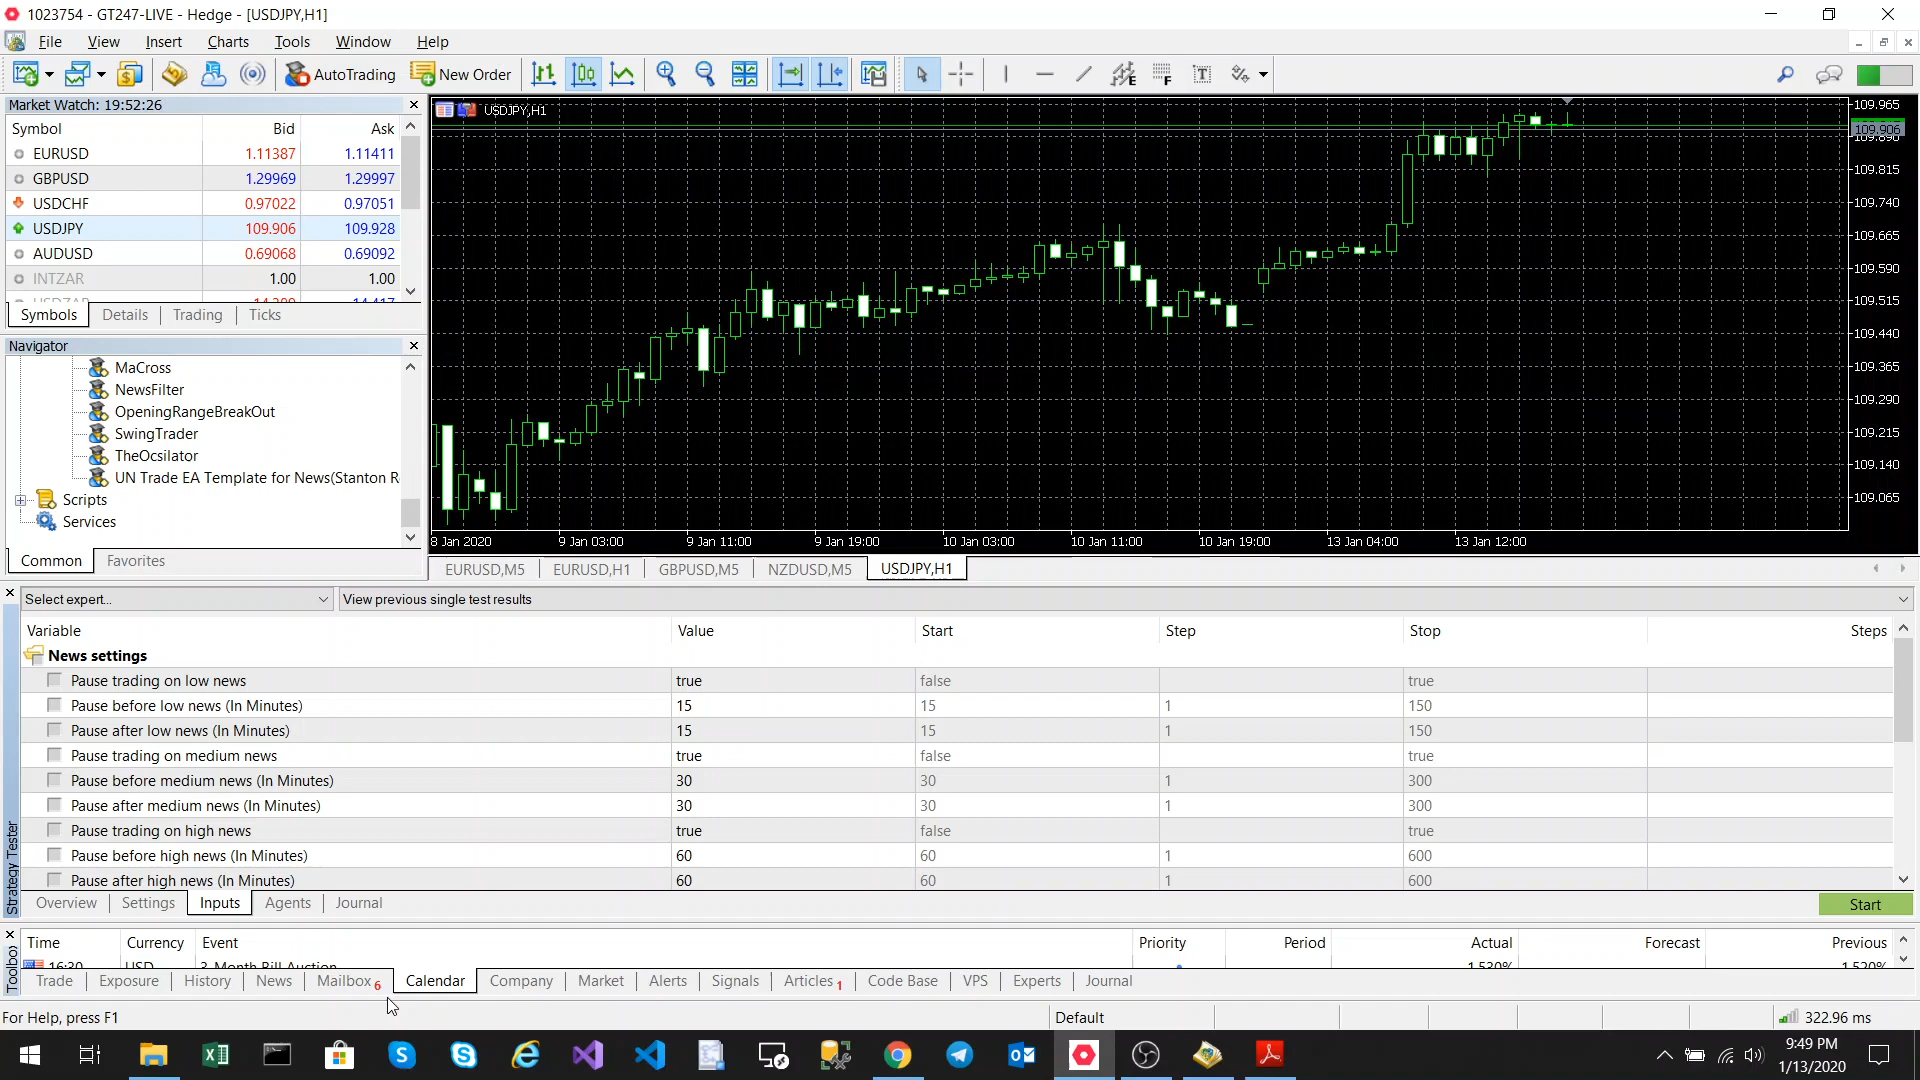 1023754 - GT247-LIVE - Hedge - [USDJPY,H1]
File View Insert Charts Tools Window Help
AutoTrading New Order
Market Watch: 19:52:26
Symbol Bid Ask
EURUSD 1.11387 1.11411
GBPUSD 1.29969 1.29997
USDCHF 0.97022 0.97051
USDJPY 109.906 109.928
AUDUSD 0.69068 0.69092
INTZAR 1.00 1.00
Symbols Details Trading Ticks
Navigator
MaCross
NewsFilter
OpeningRangeBreakOut
SwingTrader
TheOcsilator
UN Trade EA Template for News(Stanton R
Scripts
Services
Common Favorites
USDJPY,H1
109.965
109.906
109.890
109.815
109.740
109.665
109.590
109.515
109.440
109.365
109.290
109.215
109.140
109.065
8 Jan 2020 9 Jan 03:00 9 Jan 11:00 9 Jan 19:00 10 Jan 03:00 10 Jan 11:00 10 Jan 19:00 13 Jan 04:00 13 Jan 12:00
EURUSD,M5 EURUSD,H1 GBPUSD,M5 NZDUSD,M5 USDJPY,H1
Select expert... View previous single test results
Variable Value Start Step Stop Steps
News settings
Pause trading on low news true false true
Pause before low news (In Minutes) 15 15 1 150
Pause after low news (In Minutes) 15 15 1 150
Pause trading on medium news true false true
Pause before medium news (In Minutes) 30 30 1 300
Pause after medium news (In Minutes) 30 30 1 300
Pause trading on high news true false true
Pause before high news (In Minutes) 60 60 1 600
Pause after high news (In Minutes) 60 60 1 600
Strategy Tester
Overview Settings Inputs Agents Journal Start
Time Currency Event Priority Period Actual Forecast Previous
16:30 USD 3-Month Bill Auction 1.530% 1.520%
Toolbox
Trade Exposure History News Mailbox 6 Calendar Company Market Alerts Signals Articles 1 Code Base VPS Experts Journal
For Help, press F1 Default 322.96 ms
9:49 PM
1/13/2020